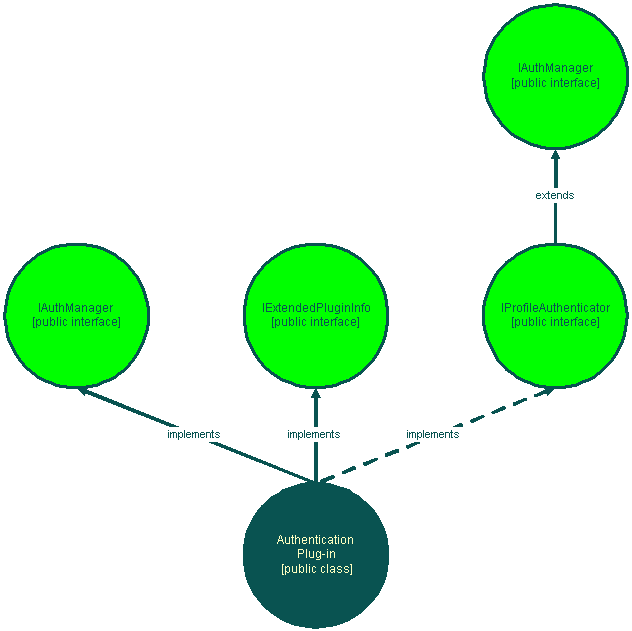 IAuthManager
[public interface]
extends
IAuthManager
[public interface]
IExtendedPluginInfo
[public interface]
IProfileAuthenticator
[public interface]
implements
implements
implements
Authentication
Plug-in
[public class]